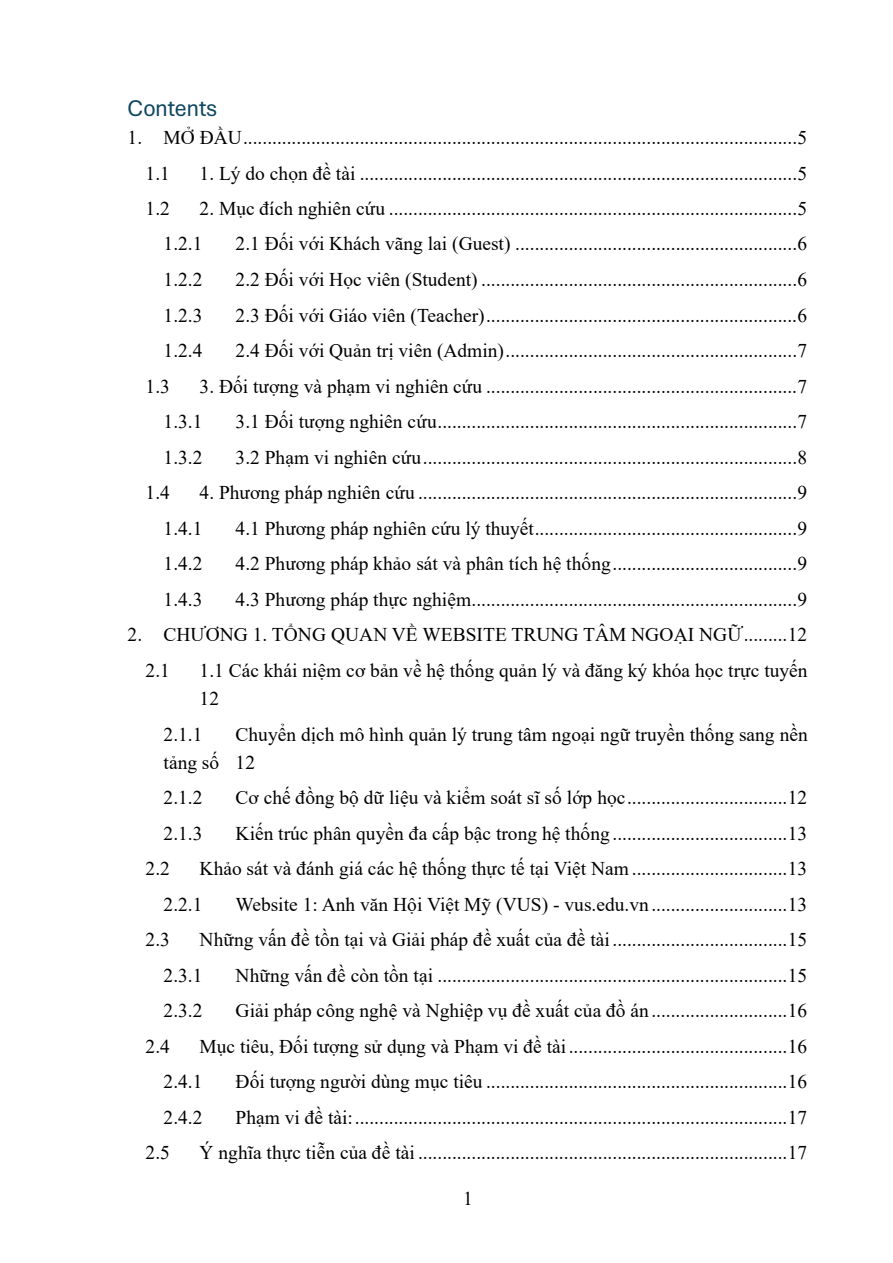 Contents
1. MỞ ĐẦU....................................................................................................................5
1.1 1. Lý do chọn đề tài ...........................................................................................5
1.2 2. Mục đích nghiên cứu .....................................................................................5
1.2.1 2.1 Đối với Khách vãng lai (Guest) ...........................................................6
1.2.2 2.2 Đối với Học viên (Student) ..................................................................6
1.2.3 2.3 Đối với Giáo viên (Teacher).................................................................6
1.2.4 2.4 Đối với Quản trị viên (Admin).............................................................7
1.3 3. Đối tượng và phạm vi nghiên cứu .................................................................7
1.3.1 3.1 Đối tượng nghiên cứu...........................................................................7
1.3.2 3.2 Phạm vi nghiên cứu..............................................................................8
1.4 4. Phương pháp nghiên cứu ...............................................................................9
1.4.1 4.1 Phương pháp nghiên cứu lý thuyết.......................................................9
1.4.2 4.2 Phương pháp khảo sát và phân tích hệ thống.......................................9
1.4.3 4.3 Phương pháp thực nghiệm....................................................................9
2. CHƯƠNG 1. TỔNG QUAN VỀ WEBSITE TRUNG TÂM NGOẠI NGỮ.........12
2.1 1.1 Các khái niệm cơ bản về hệ thống quản lý và đăng ký khóa học trực tuyến
12
2.1.1 Chuyển dịch mô hình quản lý trung tâm ngoại ngữ truyền thống sang nền
tảng số 12
2.1.2 Cơ chế đồng bộ dữ liệu và kiểm soát sĩ số lớp học.................................12
2.1.3 Kiến trúc phân quyền đa cấp bậc trong hệ thống....................................13
2.2 Khảo sát và đánh giá các hệ thống thực tế tại Việt Nam ................................13
2.2.1 Website 1: Anh văn Hội Việt Mỹ (VUS) - vus.edu.vn............................13
2.3 Những vấn đề tồn tại và Giải pháp đề xuất của đề tài....................................15
2.3.1 Những vấn đề còn tồn tại ........................................................................15
2.3.2 Giải pháp công nghệ và Nghiệp vụ đề xuất của đồ án............................16
2.4 Mục tiêu, Đối tượng sử dụng và Phạm vi đề tài.............................................16
2.4.1 Đối tượng người dùng mục tiêu ..............................................................16
2.4.2 Phạm vi đề tài:.........................................................................................17
2.5 Ý nghĩa thực tiễn của đề tài ............................................................................17
1